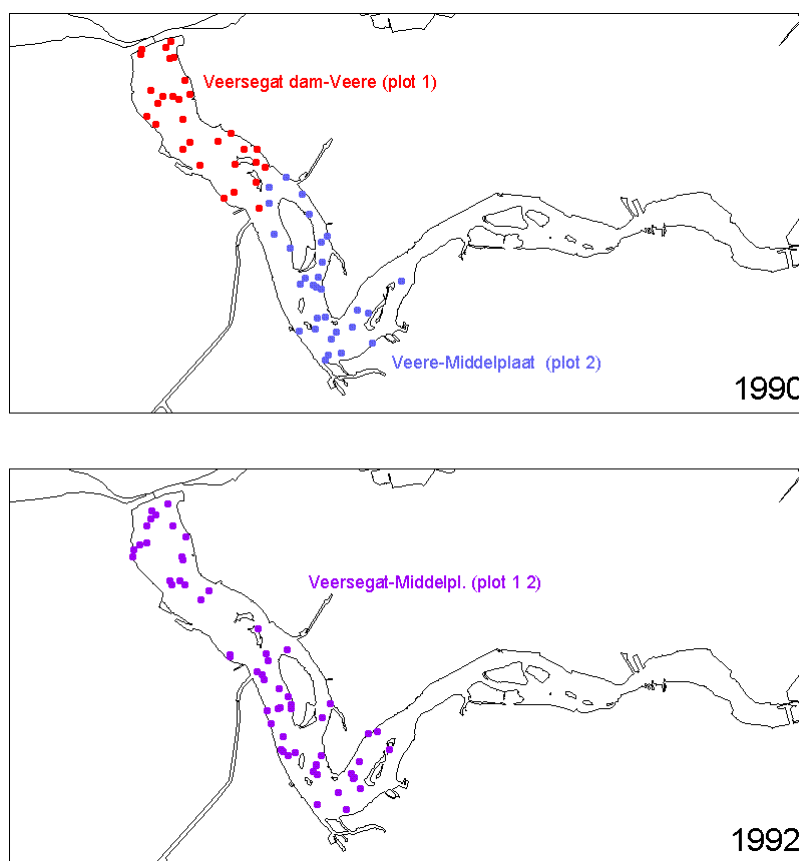 Veersegat dam-Veere (plot 1)
Veere-Middelplaat (plot 2)
1990
Veersegat-Middelpl. (plot 1 2)
1992